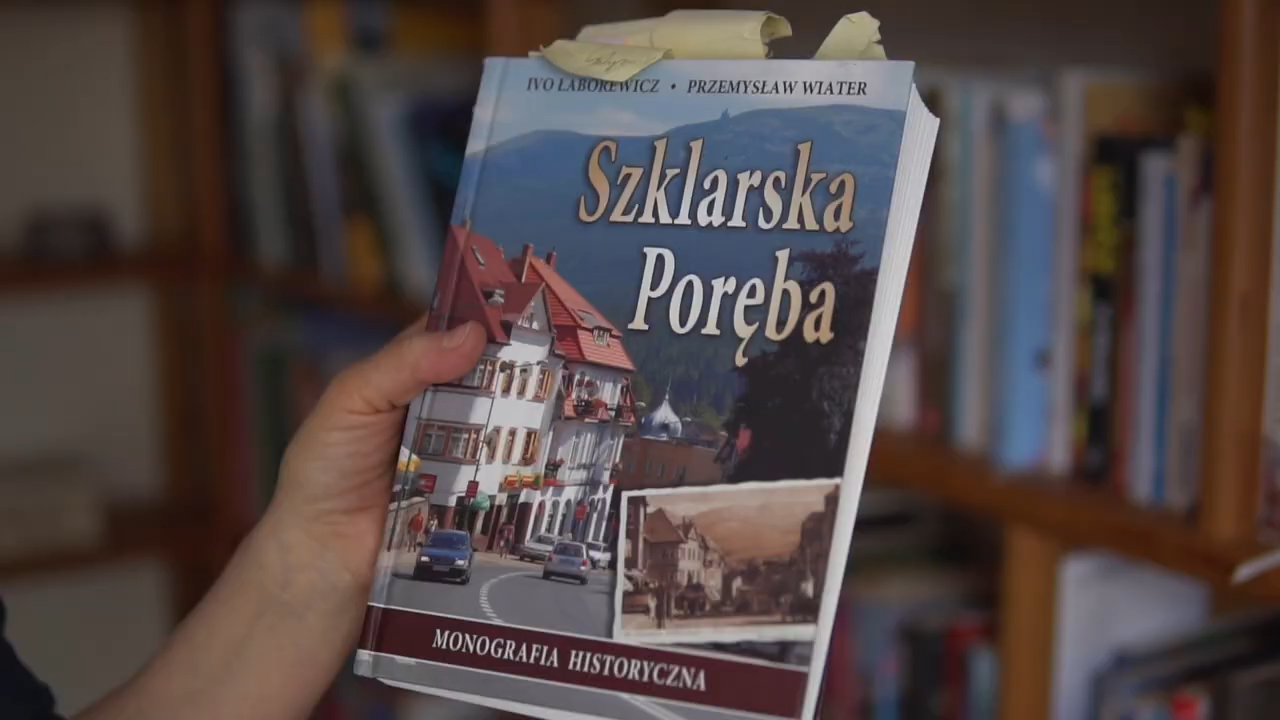 IVO ŁABOREWICZ • PRZEMYSŁAW WIATER
Szklarska
Poręba
MONOGRAFIA HISTORYCZNA